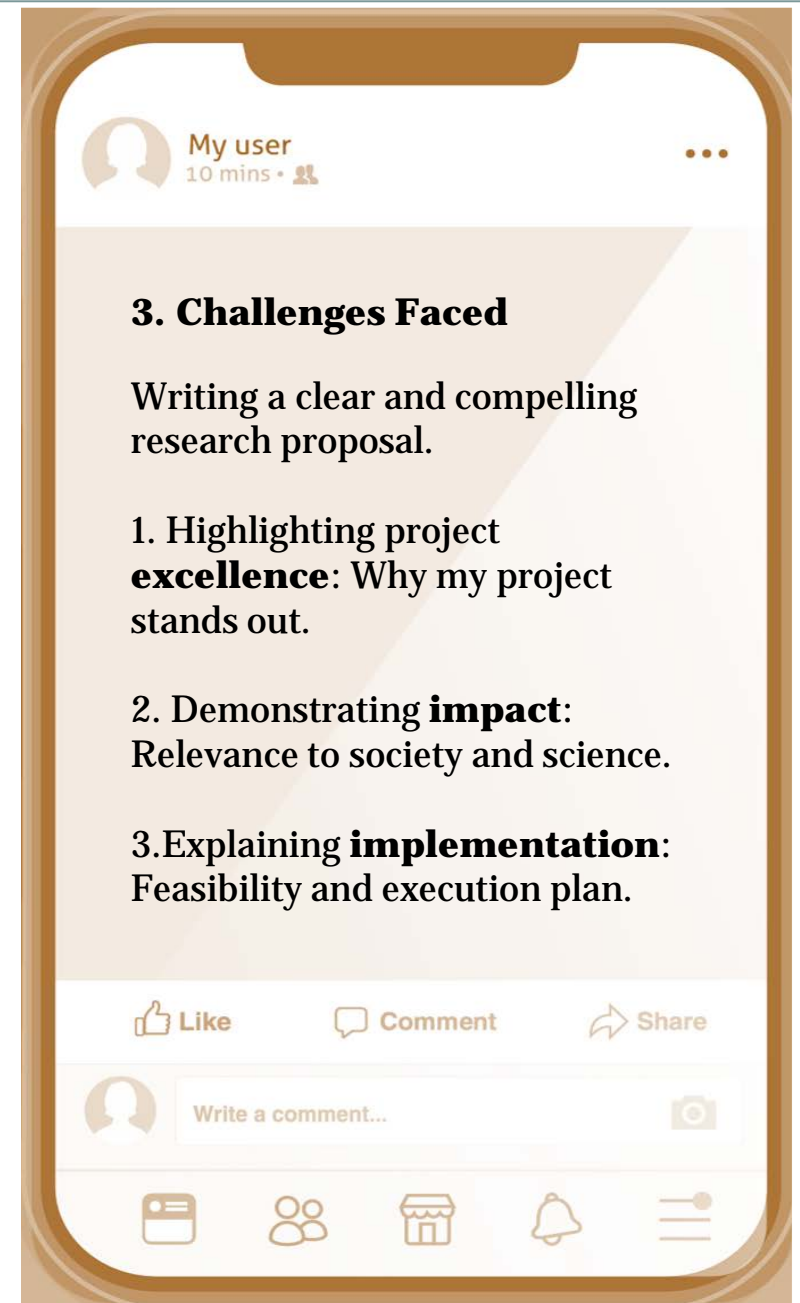 My user
10 mins •
3. Challenges Faced
Writing a clear and compelling
research proposal.
1. Highlighting project
excellence: Why my project
stands out.
2. Demonstrating impact:
Relevance to society and science.
3.Explaining implementation:
Feasibility and execution plan.
Like Comment Share
Write a comment...